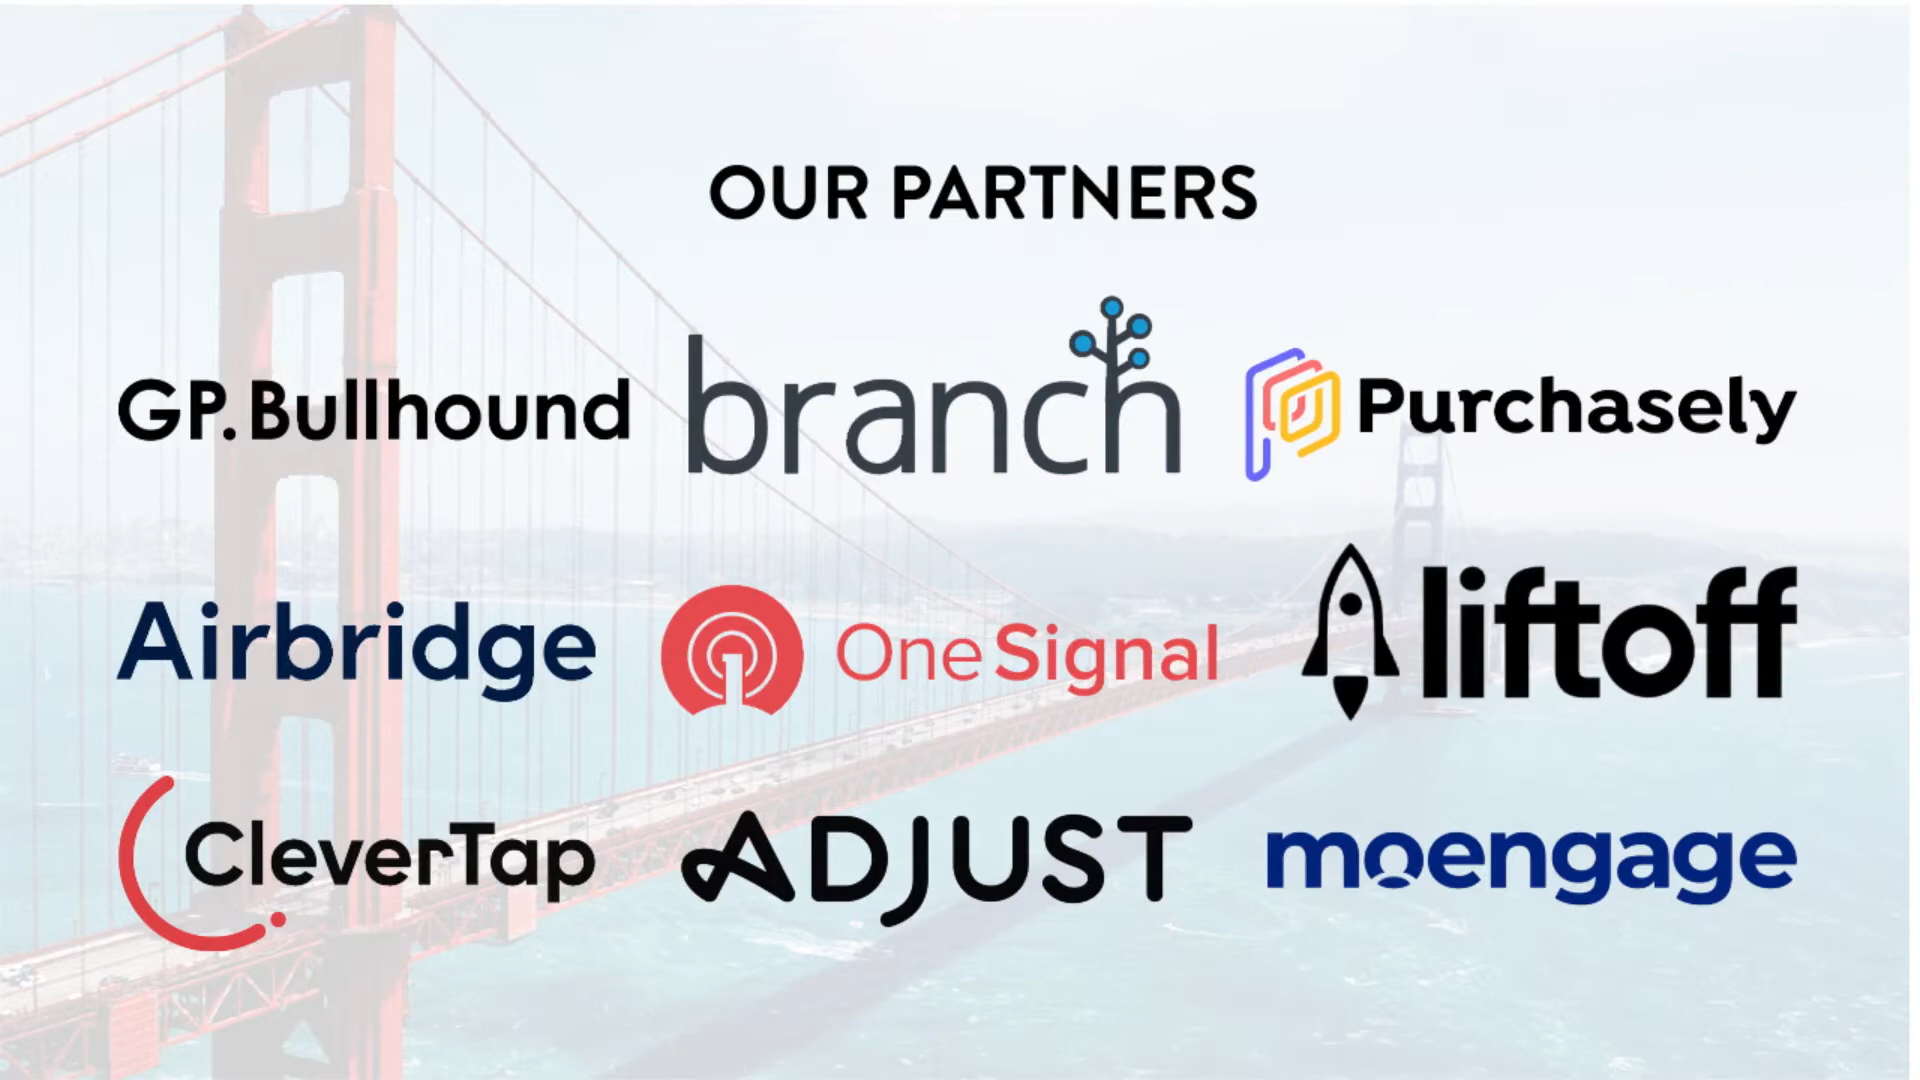 OUR PARTNERS
GP.Bullhound
branch
Purchasely
Airbridge
OneSignal
liftoff
CleverTap
ADJUST
moengage